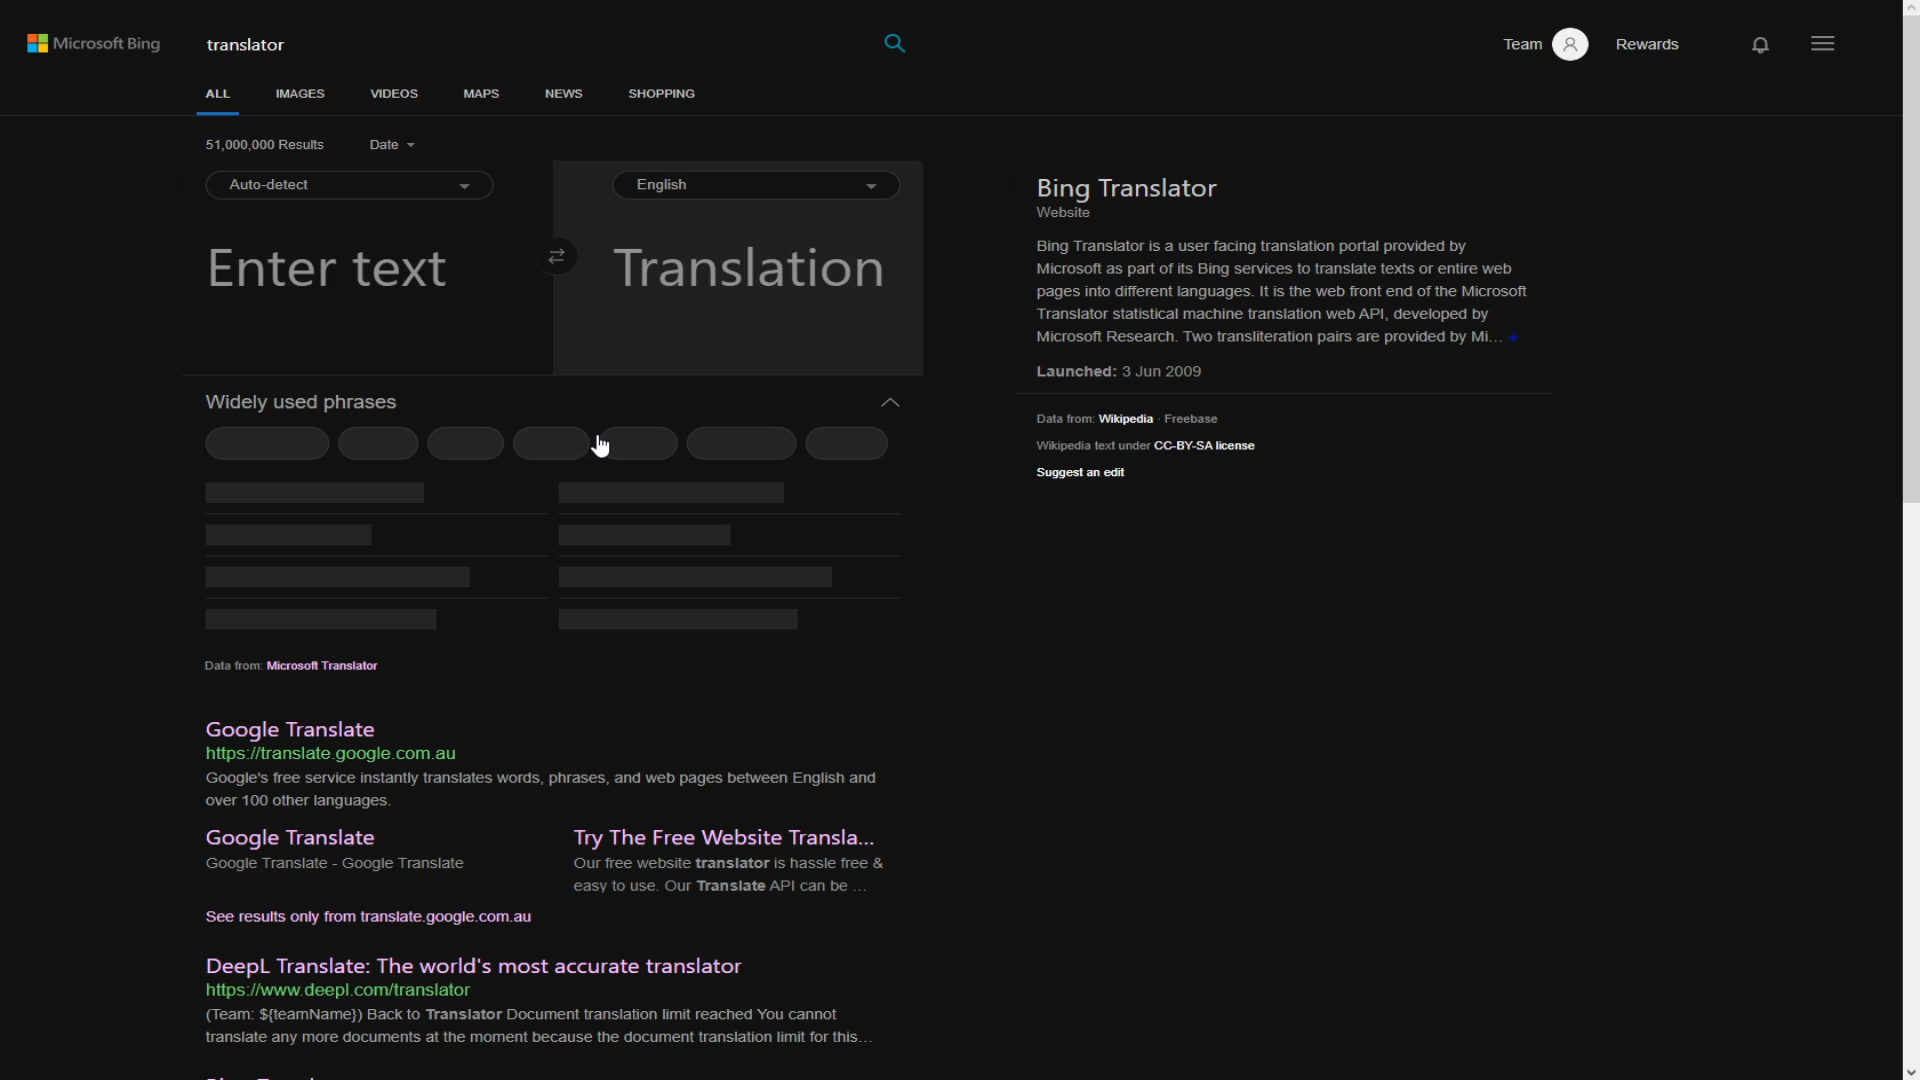 Microsoft Bing
translator
Team
Rewards
ALL
IMAGES
VIDEOS
MAPS
NEWS
SHOPPING
51,000,000 Results
Date
Auto-detect
English
Enter text
Translation
Widely used phrases
Data from: Microsoft Translator
Google Translate
https://translate.google.com.au
Google's free service instantly translates words, phrases, and web pages between English and
over 100 other languages.
Google Translate
Google Translate - Google Translate
Try The Free Website Transla...
Our free website translator is hassle free &
easy to use. Our Translate API can be ...
See results only from translate.google.com.au
DeepL Translate: The world's most accurate translator
https://www.deepl.com/translator
(Team: ${teamName}) Back to Translator Document translation limit reached You cannot
translate any more documents at the moment because the document translation limit for this...
Bing Translator
Website
Bing Translator is a user facing translation portal provided by
Microsoft as part of its Bing services to translate texts or entire web
pages into different languages. It is the web front end of the Microsoft
Translator statistical machine translation web API, developed by
Microsoft Research. Two transliteration pairs are provided by Mi... +
Launched: 3 Jun 2009
Data from: Wikipedia · Freebase
Wikipedia text under CC-BY-SA license
Suggest an edit